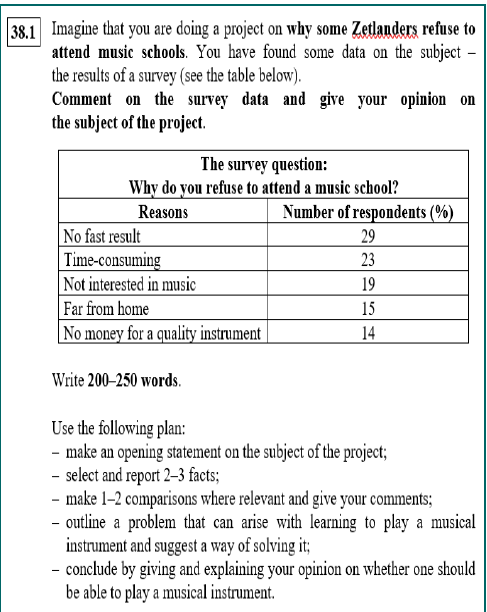 38.1 Imagine that you are doing a project on why some Zetlanders refuse to
attend music schools. You have found some data on the subject –
the results of a survey (see the table below).
Comment on the survey data and give your opinion on
the subject of the project.
The survey question:
Why do you refuse to attend a music school?
Reasons Number of respondents (%)
No fast result 29
Time-consuming 23
Not interested in music 19
Far from home 15
No money for a quality instrument 14
Write 200–250 words.
Use the following plan:
– make an opening statement on the subject of the project;
– select and report 2–3 facts;
– make 1–2 comparisons where relevant and give your comments;
– outline a problem that can arise with learning to play a musical
instrument and suggest a way of solving it;
– conclude by giving and explaining your opinion on whether one should
be able to play a musical instrument.